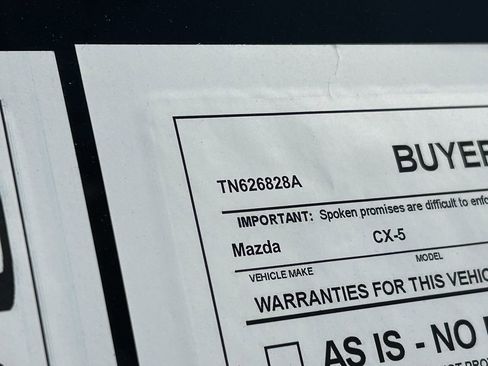 BUYER
TN626828A
IMPORTANT: Spoken promises are difficult to enfo
Mazda CX-5
VEHICLE MAKE MODEL
WARRANTIES FOR THIS VEHIC
AS IS - NO